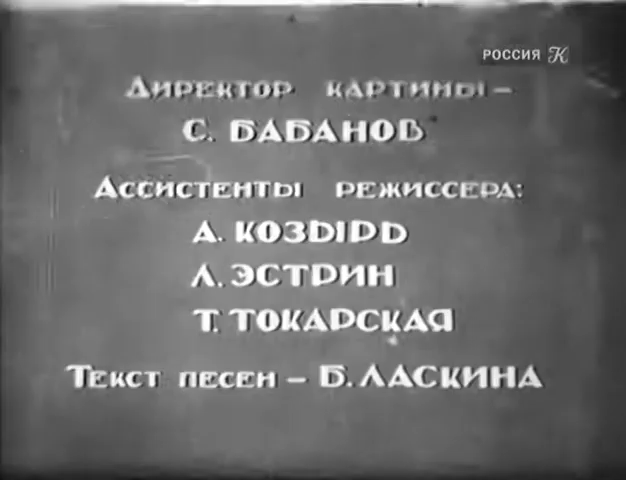 РОССИЯ К
Директор картины –
С. БАБАНОВ
Ассистенты режиссера:
А. КОЗЫРЬ
Л. ЭСТРИН
Т. ТОКАРСКАЯ
Текст песен – Б. ЛАСКИНА